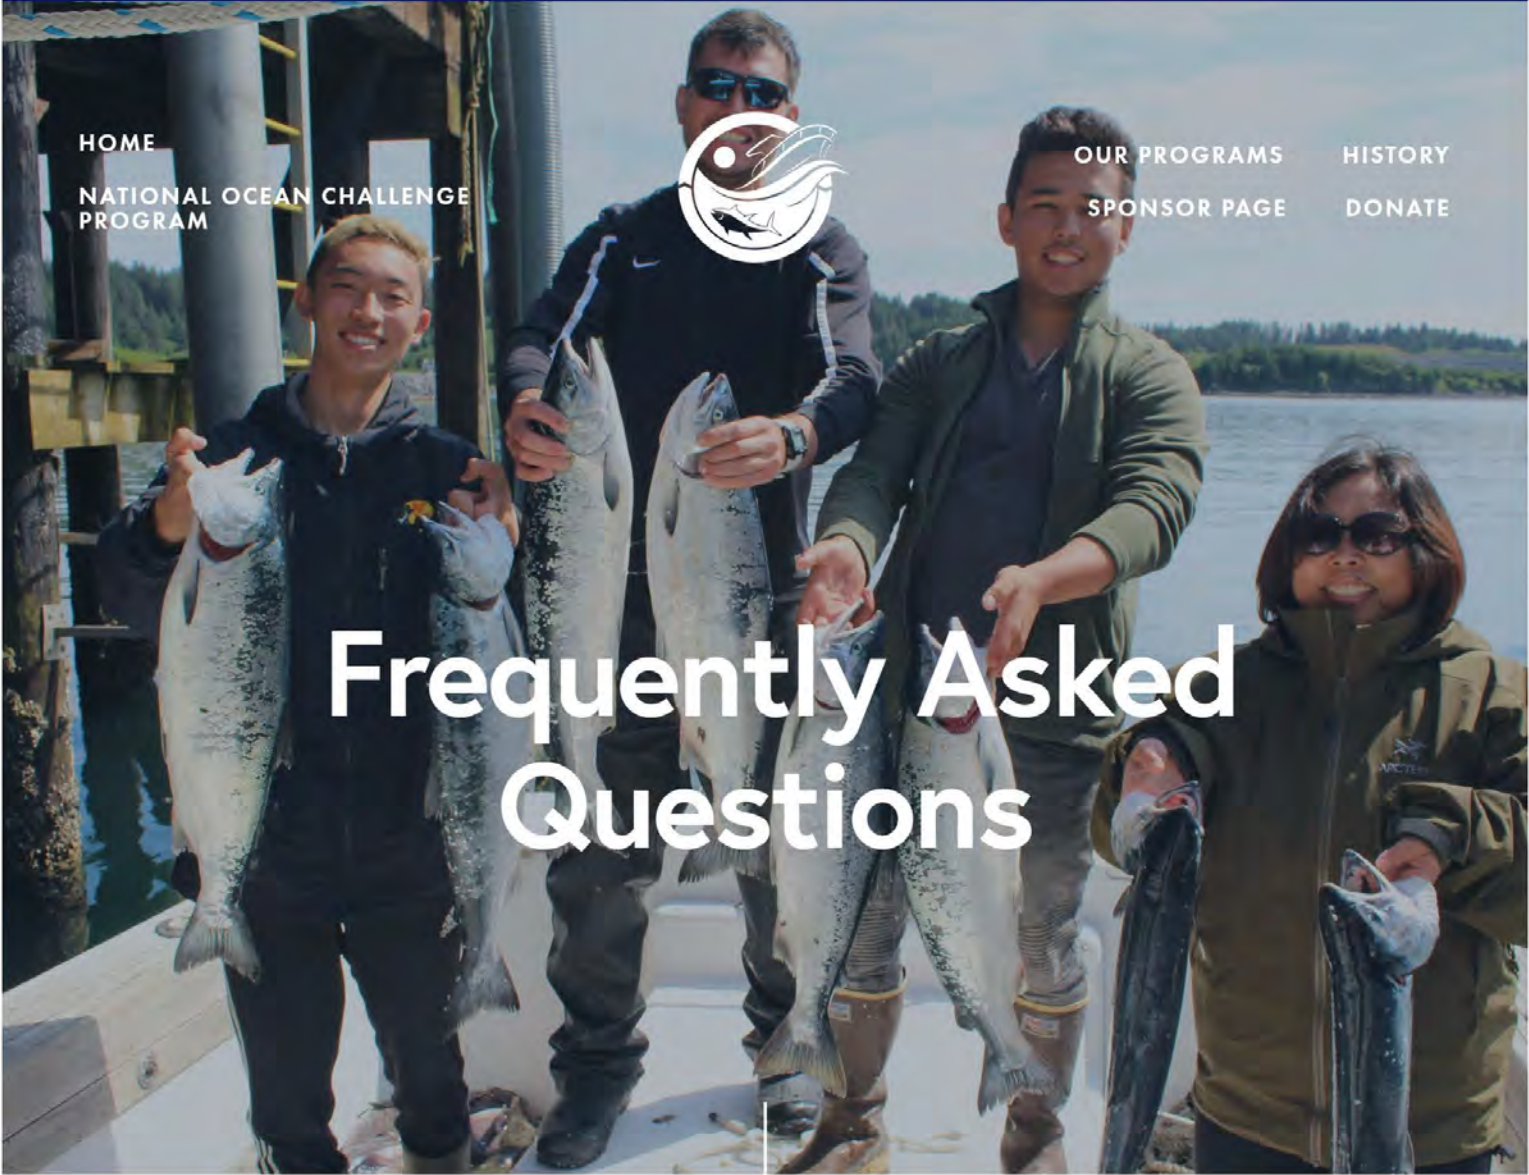 HOME
NATIONAL OCEAN CHALLENGE
PROGRAM
OUR PROGRAMS HISTORY
SPONSOR PAGE DONATE
Frequently Asked
Questions